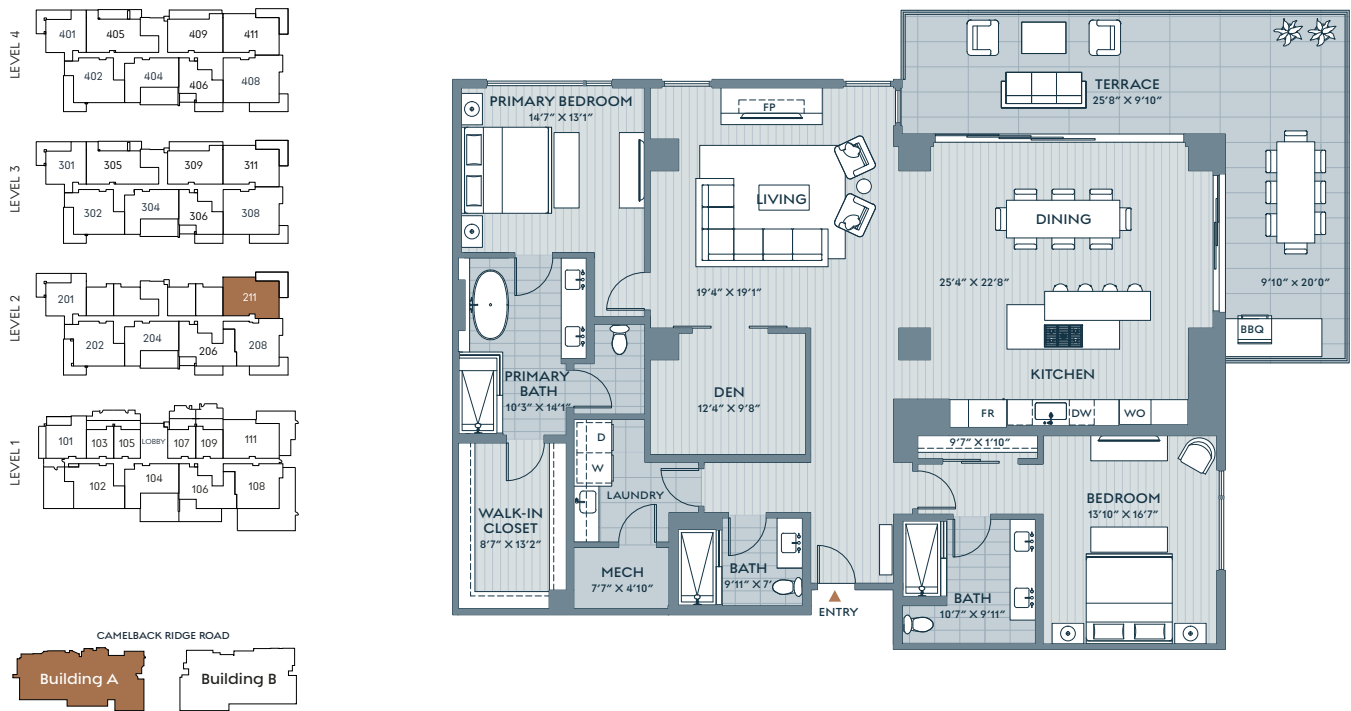 LEVEL 4
401
405
409
411
402
404
406
408
LEVEL 3
301
305
309
311
302
304
306
308
LEVEL 2
201
211
202
204
206
208
LEVEL 1
101
103
105
LOBBY
107
109
111
102
104
106
108
CAMELBACK RIDGE ROAD
Building A
Building B
PRIMARY BEDROOM
14'7" X 13'1"
FP
LIVING
19'4" X 19'1"
TERRACE
25'8" X 9'10"
DINING
25'4" X 22'8"
9'10" x 20'0"
BBQ
KITCHEN
FR
DW
WO
PRIMARY
BATH
10'3" X 14'1"
DEN
12'4" X 9'8"
D
W
LAUNDRY
WALK-IN
CLOSET
8'7" X 13'2"
MECH
7'7" X 4'10"
BATH
9'11" X 7'
ENTRY
9'7" X 1'10"
BEDROOM
13'10" X 16'7"
BATH
10'7" X 9'11"